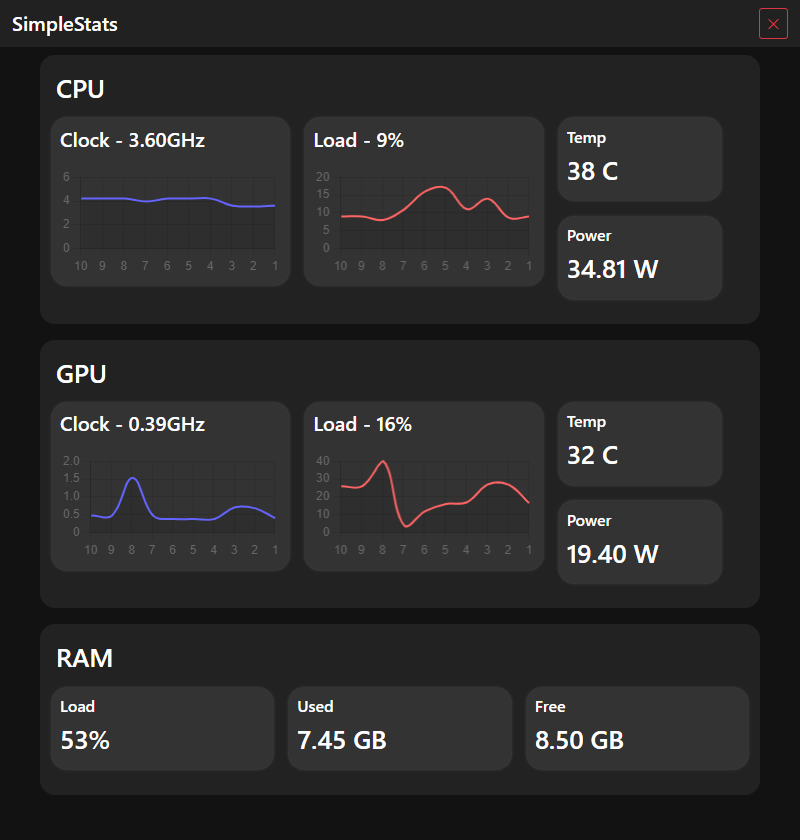 SimpleStats
CPU
Clock - 3.60GHz
6
4
2
0
10 9 8 7 6 5 4 3 2 1
Load - 9%
20
15
10
5
0
10 9 8 7 6 5 4 3 2 1
Temp
38 C
Power
34.81 W
GPU
Clock - 0.39GHz
2.0
1.5
1.0
0.5
0
10 9 8 7 6 5 4 3 2 1
Load - 16%
40
30
20
10
0
10 9 8 7 6 5 4 3 2 1
Temp
32 C
Power
19.40 W
RAM
Load
53%
Used
7.45 GB
Free
8.50 GB